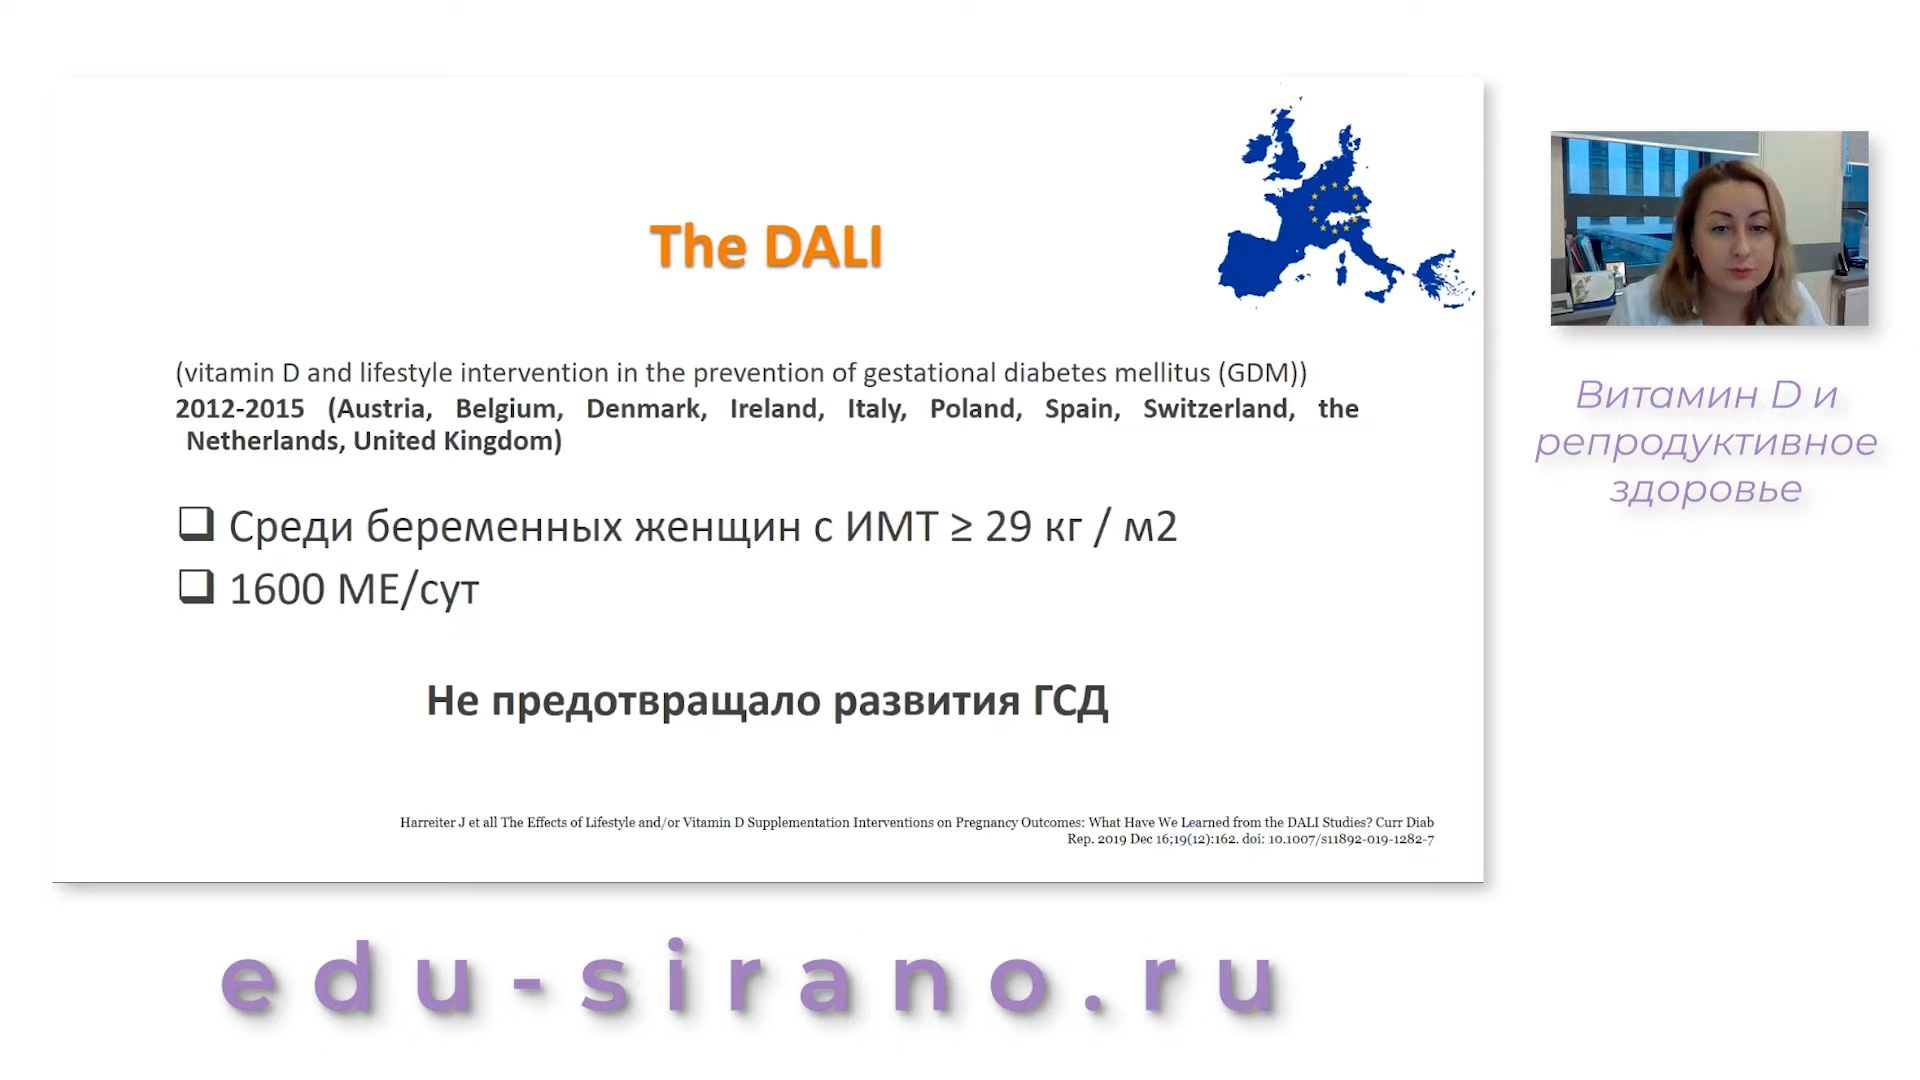 The DALI
(vitamin D and lifestyle intervention in the prevention of gestational diabetes mellitus (GDM))
2012-2015 (Austria, Belgium, Denmark, Ireland, Italy, Poland, Spain, Switzerland, the
Netherlands, United Kingdom)
Среди беременных женщин с ИМТ ≥ 29 кг / м2
1600 МЕ/сут
Не предотвращало развития ГСД
Harreiter J et all The Effects of Lifestyle and/or Vitamin D Supplementation Interventions on Pregnancy Outcomes: What Have We Learned from the DALI Studies? Curr Diab
Rep. 2019 Dec 16;19(12):162. doi: 10.1007/s11892-019-1282-7
Витамин D и
репродуктивное
здоровье
edu-sirano.ru